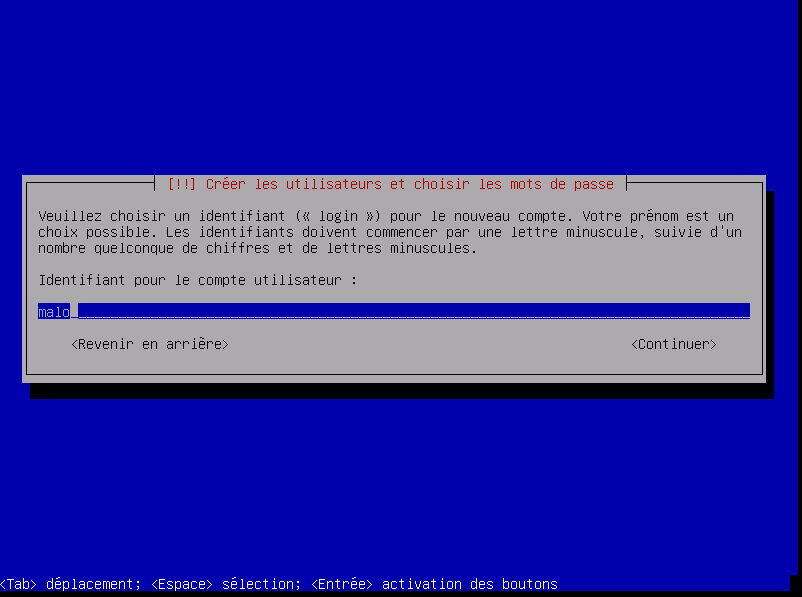 [!!] Créer les utilisateurs et choisir les mots de passe
Veuillez choisir un identifiant (« login ») pour le nouveau compte. Votre prénom est un
choix possible. Les identifiants doivent commencer par une lettre minuscule, suivie d'un
nombre quelconque de chiffres et de lettres minuscules.
Identifiant pour le compte utilisateur :
malo
<Revenir en arrière> <Continuer>
<Tab> déplacement; <Espace> sélection; <Entrée> activation des boutons